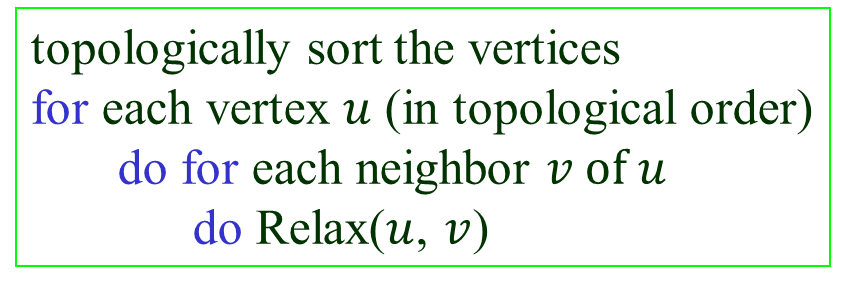 topologically sort the vertices
for each vertex u (in topological order)
do for each neighbor v of u
do Relax(u, v)